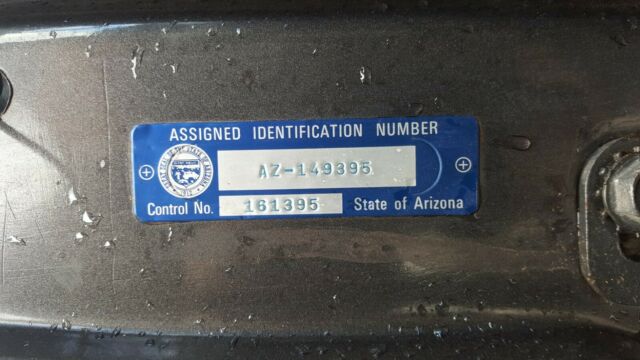 ASSIGNED IDENTIFICATION NUMBER
AZ-149395
Control No. 161395 State of Arizona